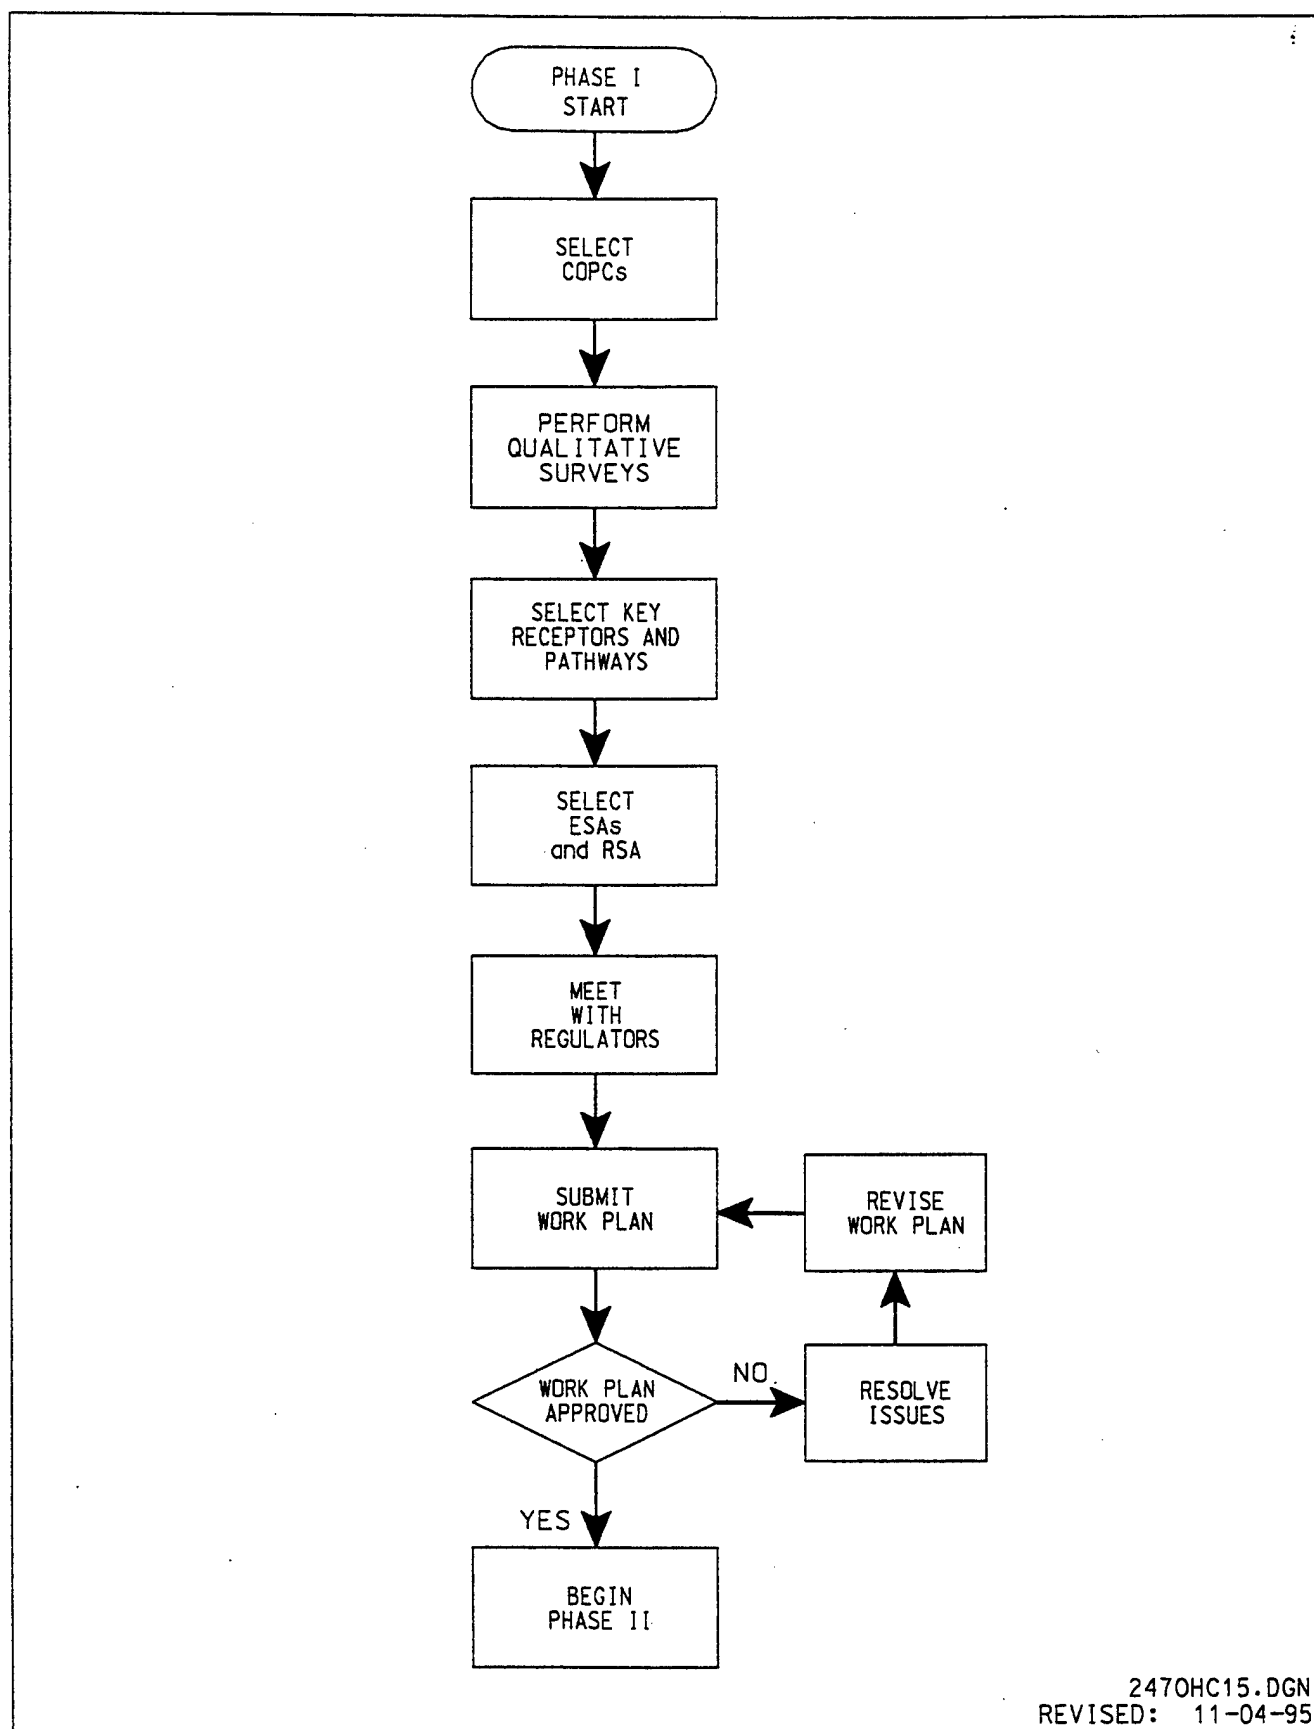 PHASE I
START
SELECT
COPCs
PERFORM
QUALITATIVE
SURVEYS
SELECT KEY
RECEPTORS AND
PATHWAYS
SELECT
ESAs
and RSA
MEET
WITH
REGULATORS
SUBMIT
WORK PLAN
REVISE
WORK PLAN
WORK PLAN
APPROVED
NO
RESOLVE
ISSUES
YES
BEGIN
PHASE II
2470HC15.DGN
REVISED: 11-04-95